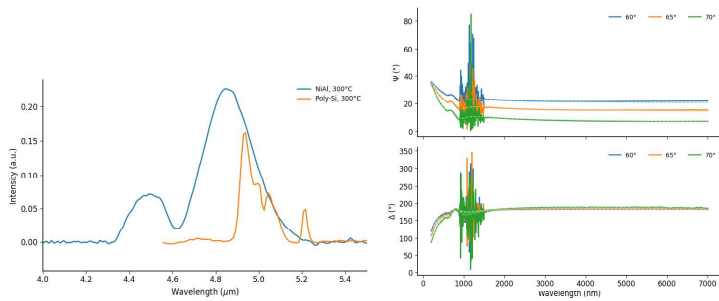 NiAl, 300°C
Poly-Si, 300°C
0.20
0.15
0.10
0.05
0.00
Intensity (a.u.)
4.0 4.2 4.4 4.6 4.8 5.0 5.2 5.4
Wavelength (μm)
60° 65° 70°
80
60
40
20
0
Ψ (°)
60° 65° 70°
350
300
250
200
150
100
50
0
Δ (°)
0 1000 2000 3000 4000 5000 6000 7000
Wavelength (nm)